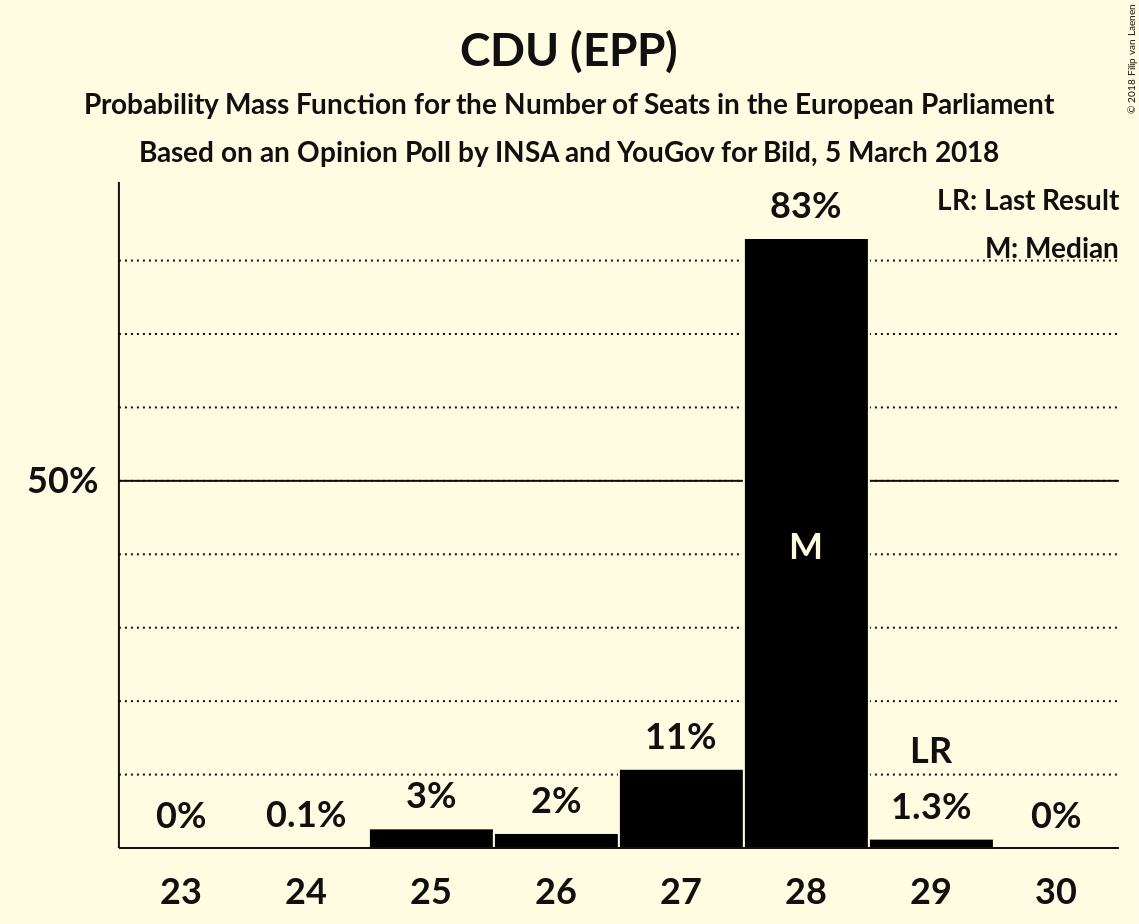 CDU (EPP)
Probability Mass Function for the Number of Seats in the European Parliament
Based on an Opinion Poll by INSA and YouGov for Bild, 5 March 2018
© 2018 Filip van Laenen
LR: Last Result
M: Median
83%
50%
M
11%
LR
3%
2%
1.3%
0%
0.1%
0%
23 24 25 26 27 28 29 30